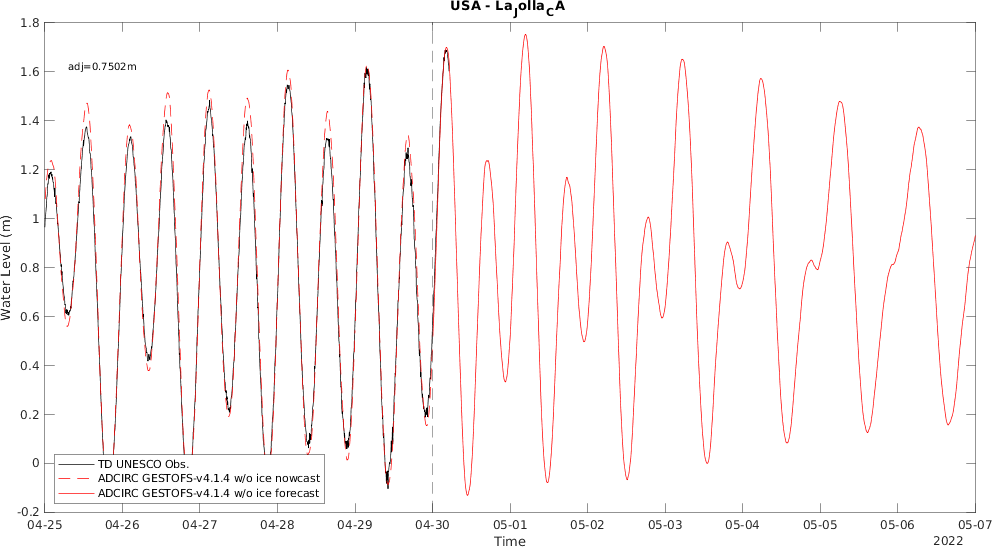 USA - LaJollaCA
adj=0.7502m
1.8
1.6
1.4
1.2
1
0.8
0.6
0.4
0.2
0
-0.2
Water Level (m)
TD UNESCO Obs.
ADCIRC GESTOFS-v4.1.4 w/o ice nowcast
ADCIRC GESTOFS-v4.1.4 w/o ice forecast
04-25 04-26 04-27 04-28 04-29 04-30 05-01 05-02 05-03 05-04 05-05 05-06 05-07
Time
2022